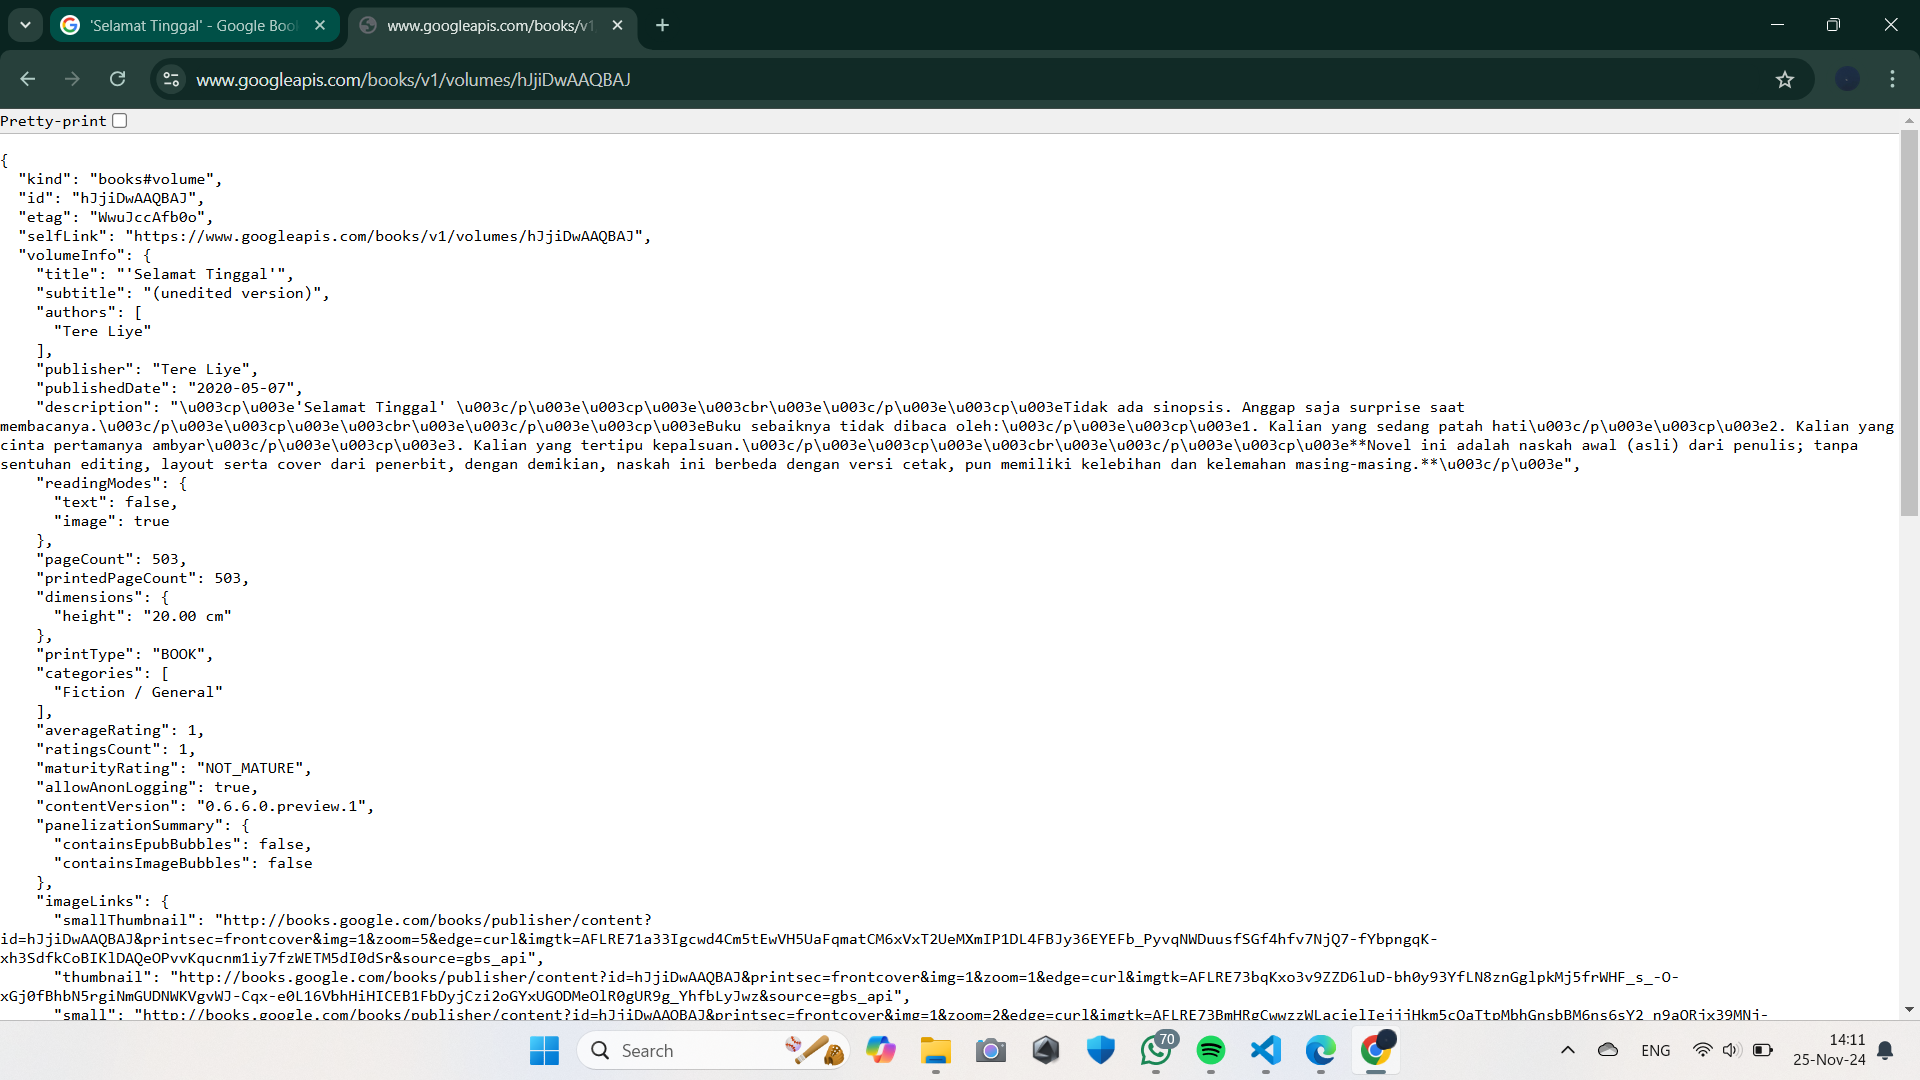 'Selamat Tinggal' - Google Boo
www.googleapis.com/books/v1
www.googleapis.com/books/v1/volumes/hJjiDwAAQBAJ
Pretty-print
{
"kind": "books#volume",
"id": "hJjiDwAAQBAJ",
"etag": "WwuJccAfb0o",
"selfLink": "https://www.googleapis.com/books/v1/volumes/hJjiDwAAQBAJ",
"volumeInfo": {
"title": "'Selamat Tinggal'",
"subtitle": "(unedited version)",
"authors": [
"Tere Liye"
],
"publisher": "Tere Liye",
"publishedDate": "2020-05-07",
"description": "\u003cp\u003e'Selamat Tinggal' \u003c/p\u003e\u003cp\u003e\u003cbr\u003e\u003c/p\u003e\u003cp\u003eTidak ada sinopsis. Anggap saja surprise saat
membacanya.\u003c/p\u003e\u003cp\u003e\u003cbr\u003e\u003c/p\u003e\u003cp\u003eBuku sebaiknya tidak dibaca oleh:\u003c/p\u003e\u003cp\u003e1. Kalian yang sedang patah hati\u003c/p\u003e\u003cp\u003e2. Kalian yang
cinta pertamanya ambyar\u003c/p\u003e\u003cp\u003e3. Kalian yang tertipu kepalsuan.\u003c/p\u003e\u003cp\u003e\u003cbr\u003e\u003c/p\u003e\u003cp\u003e**Novel ini adalah naskah awal (asli) dari penulis; tanpa
sentuhan editing, layout serta cover dari penerbit, dengan demikian, naskah ini berbeda dengan versi cetak, pun memiliki kelebihan dan kelemahan masing-masing.**\u003c/p\u003e",
"readingModes": {
"text": false,
"image": true
},
"pageCount": 503,
"printedPageCount": 503,
"dimensions": {
"height": "20.00 cm"
},
"printType": "BOOK",
"categories": [
"Fiction / General"
],
"averageRating": 1,
"ratingsCount": 1,
"maturityRating": "NOT_MATURE",
"allowAnonLogging": true,
"contentVersion": "0.6.6.0.preview.1",
"panelizationSummary": {
"containsEpubBubbles": false,
"containsImageBubbles": false
},
"imageLinks": {
"smallThumbnail": "http://books.google.com/books/publisher/content?
id=hJjiDwAAQBAJ&printsec=frontcover&img=1&zoom=5&edge=curl&imgtk=AFLRE71a33Igcwd4Cm5tEwVH5UaFqmatCM6xVxT2UeMXmIP1DL4FBJy36EYEFb_PyvqNWDuusfSGf4hfv7NjQ7-fYbpngqK-
xh3SdfkCoBIKlDAQeOPvvKqucnm1iy7fzWETM5dI0dSr&source=gbs_api",
"thumbnail": "http://books.google.com/books/publisher/content?id=hJjiDwAAQBAJ&printsec=frontcover&img=1&zoom=1&edge=curl&imgtk=AFLRE73bqKxo3v9ZZD6luD-bh0y93YfLN8znGglpkMj5frWHF_s_-O-
xGj0fBhbN5rgiNmGUDNWKVgvWJ-Cqx-e0L16VbhHiHICEB1FbDyjCzi2oGYxUGODMeOlR0gUR9g_YhfbLyJwz&source=gbs_api",
"small": "http://books.google.com/books/publisher/content?id=hJjiDwAAQBAJ&printsec=frontcover&img=1&zoom=2&edge=curl&imgtk=AFLRE73BmHRgCwwzzWLacielIejjjHkm5cOaTtpMbhGnsbBM6ns6sY2_n9aORjx39MNj-
Search
70
ENG
14:11
25-Nov-24